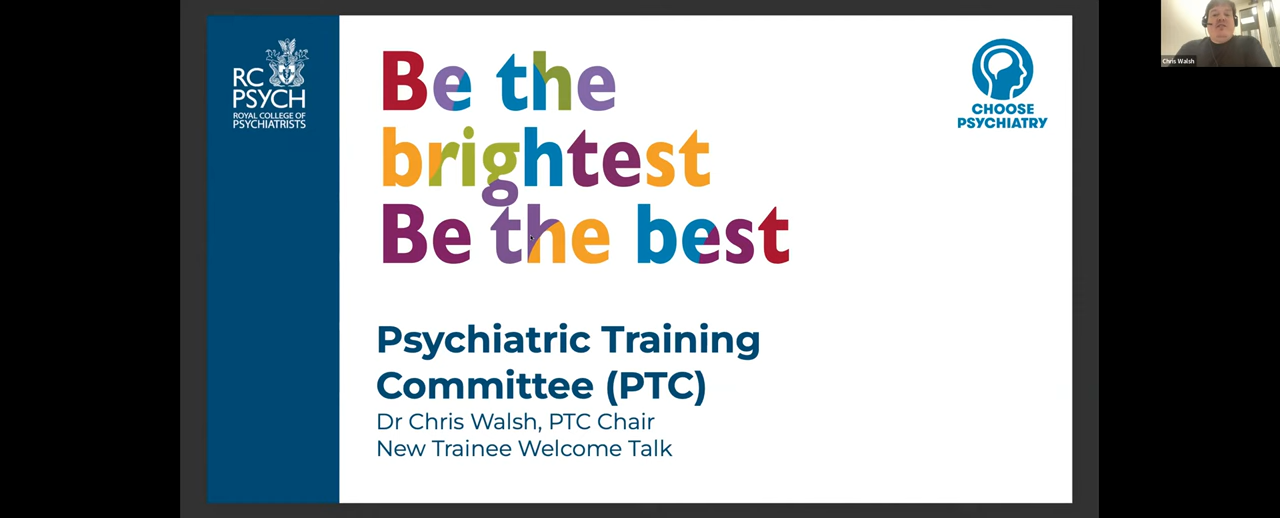 RC
PSYCH
ROYAL COLLEGE OF
PSYCHIATRISTS
Be the
brightest
Be the best
CHOOSE
PSYCHIATRY
Psychiatric Training
Committee (PTC)
Dr Chris Walsh, PTC Chair
New Trainee Welcome Talk
Chris Walsh